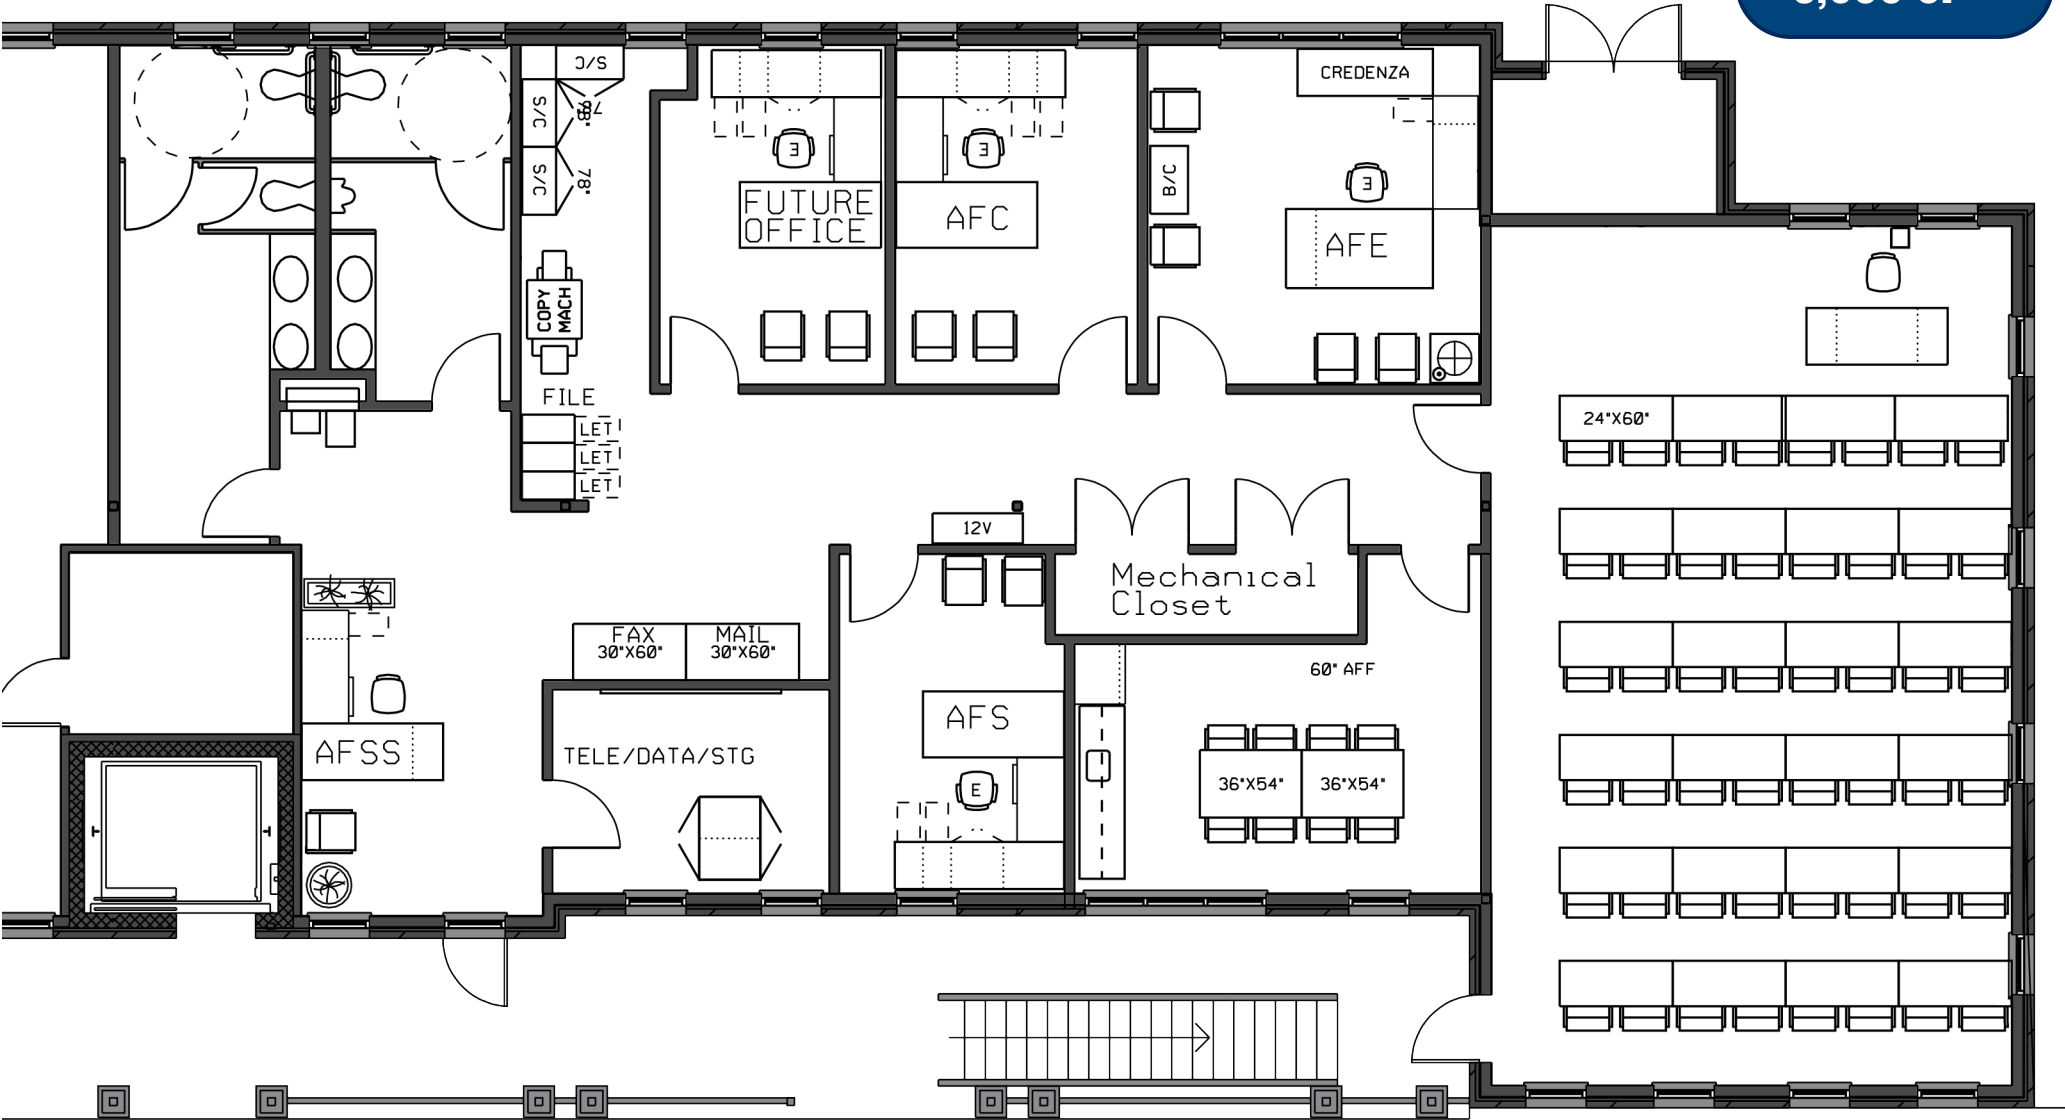 S/C
CREDENZA
S/C
78"
78"
E
E
S/C
78"
B/C
E
FUTURE
OFFICE
AFC
AFE
COPY
MACH
FILE
24"X60"
LET
LET
LET
12V
Mechanical
Closet
FAX
30"X60"
MAIL
30"X60"
60" AFF
AFS
AFSS
TELE/DATA/STG
36"X54"
36"X54"
E